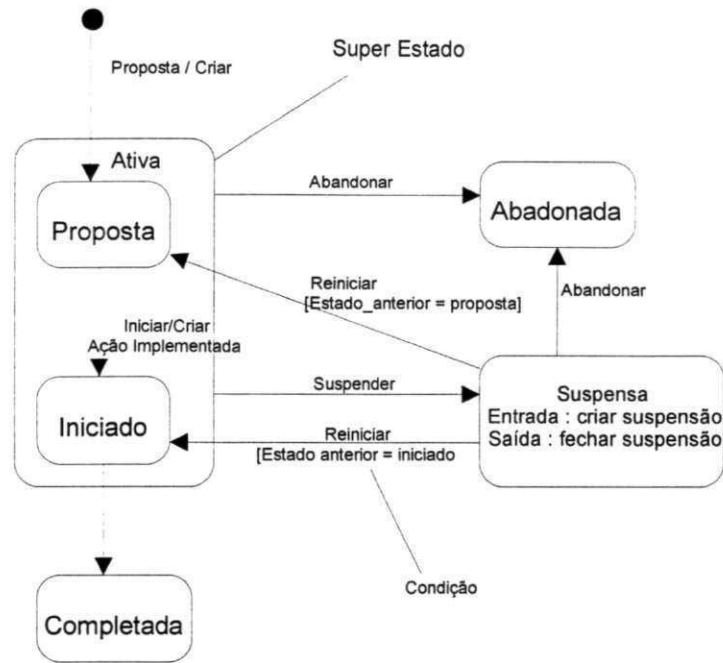 Super Estado
Proposta / Criar
Ativa
Abandonar
Proposta
Abadonada
Reiniciar
[Estado_anterior = proposta]
Abandonar
Iniciar/Criar
Ação Implementada
Suspender
Suspensa
Entrada : criar suspensão
Saída : fechar suspensão
Iniciado
Reiniciar
[Estado anterior = iniciado
Condição
Completada